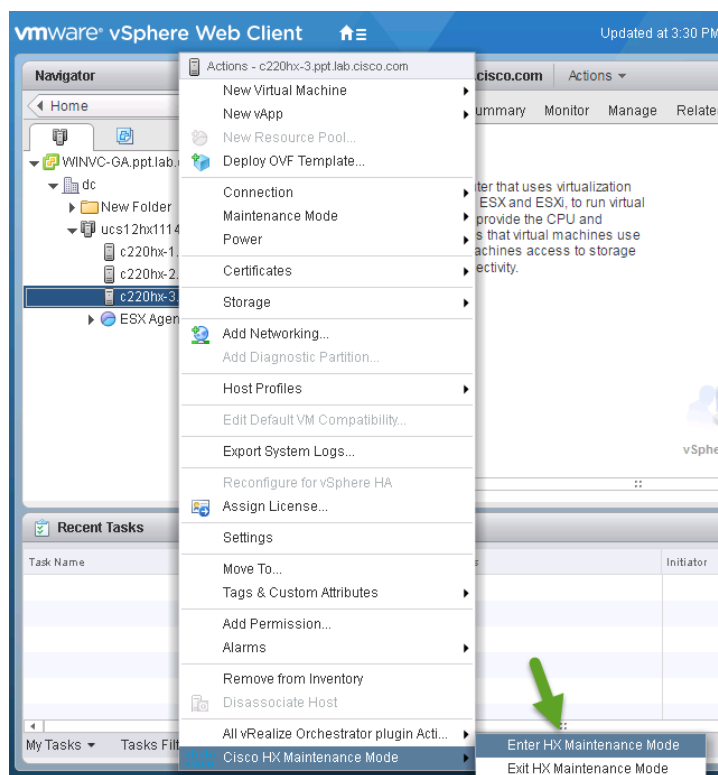 vmware® vSphere Web Client
Updated at 3:30 PM
Navigator
Home
WINVC-GA.ppt.lab.
dc
New Folder
ucs12hx1114
c220hx-1.
c220hx-2.
c220hx-3.
ESX Agen
Actions - c220hx-3.ppt.lab.cisco.com
New Virtual Machine
New vApp
New Resource Pool...
Deploy OVF Template...
Connection
Maintenance Mode
Power
Certificates
Storage
Add Networking...
Add Diagnostic Partition...
Host Profiles
Edit Default VM Compatibility...
Export System Logs...
Reconfigure for vSphere HA
Assign License...
Settings
Move To...
Tags & Custom Attributes
Add Permission...
Alarms
Remove from Inventory
Disassociate Host
All vRealize Orchestrator plugin Acti...
Cisco HX Maintenance Mode
Enter HX Maintenance Mode
Exit HX Maintenance Mode
.cisco.com Actions
ummary Monitor Manage Relate
ter that uses virtualization
ESX and ESXi, to run virtual
provide the CPU and
s that virtual machines use
achines access to storage
ectivity.
vSphe
Recent Tasks
Task Name
Initiator
My Tasks
Tasks Filt